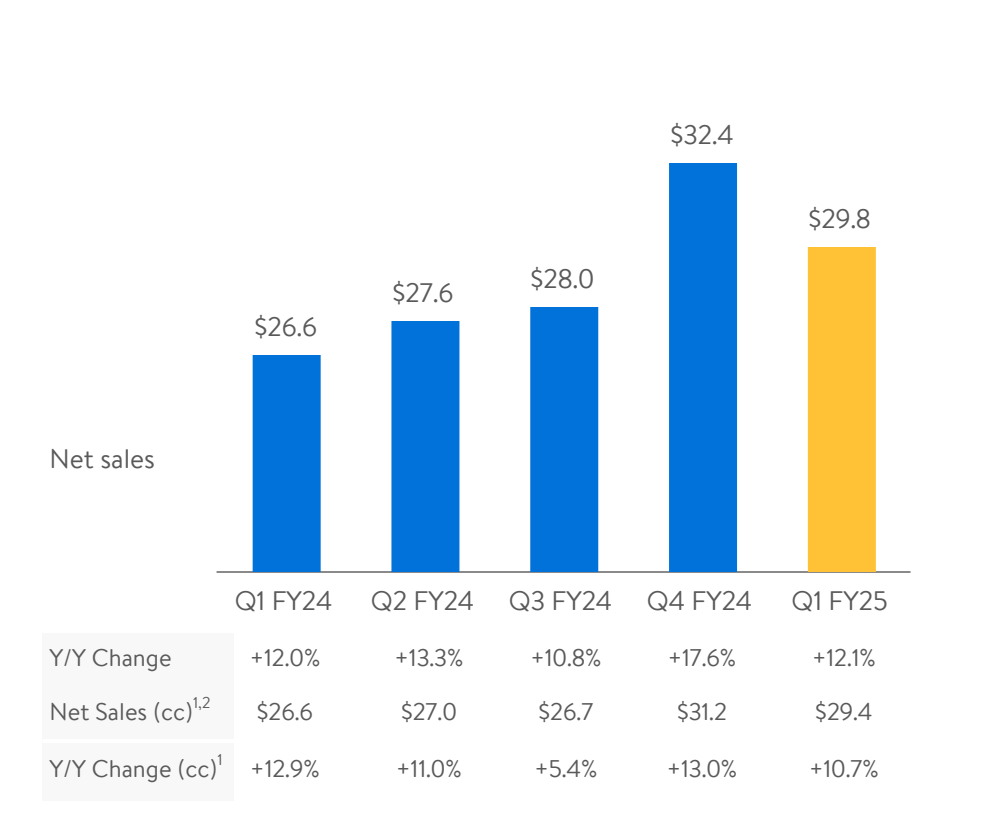 $32.4
$29.8
$28.0
$27.6
$26.6
Net sales
Q1 FY24 Q2 FY24 Q3 FY24 Q4 FY24 Q1 FY25
Y/Y Change +12.0% +13.3% +10.8% +17.6% +12.1%
Net Sales (cc)1,2 $26.6 $27.0 $26.7 $31.2 $29.4
Y/Y Change (cc)1 +12.9% +11.0% +5.4% +13.0% +10.7%